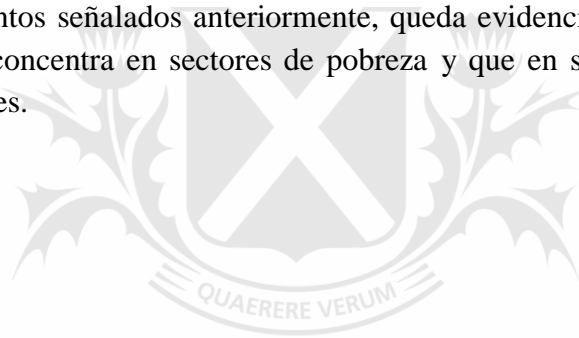 ntos señalados anteriormente, queda evidenci
concentra en sectores de pobreza y que en s
es.
QUAERERE VERUM